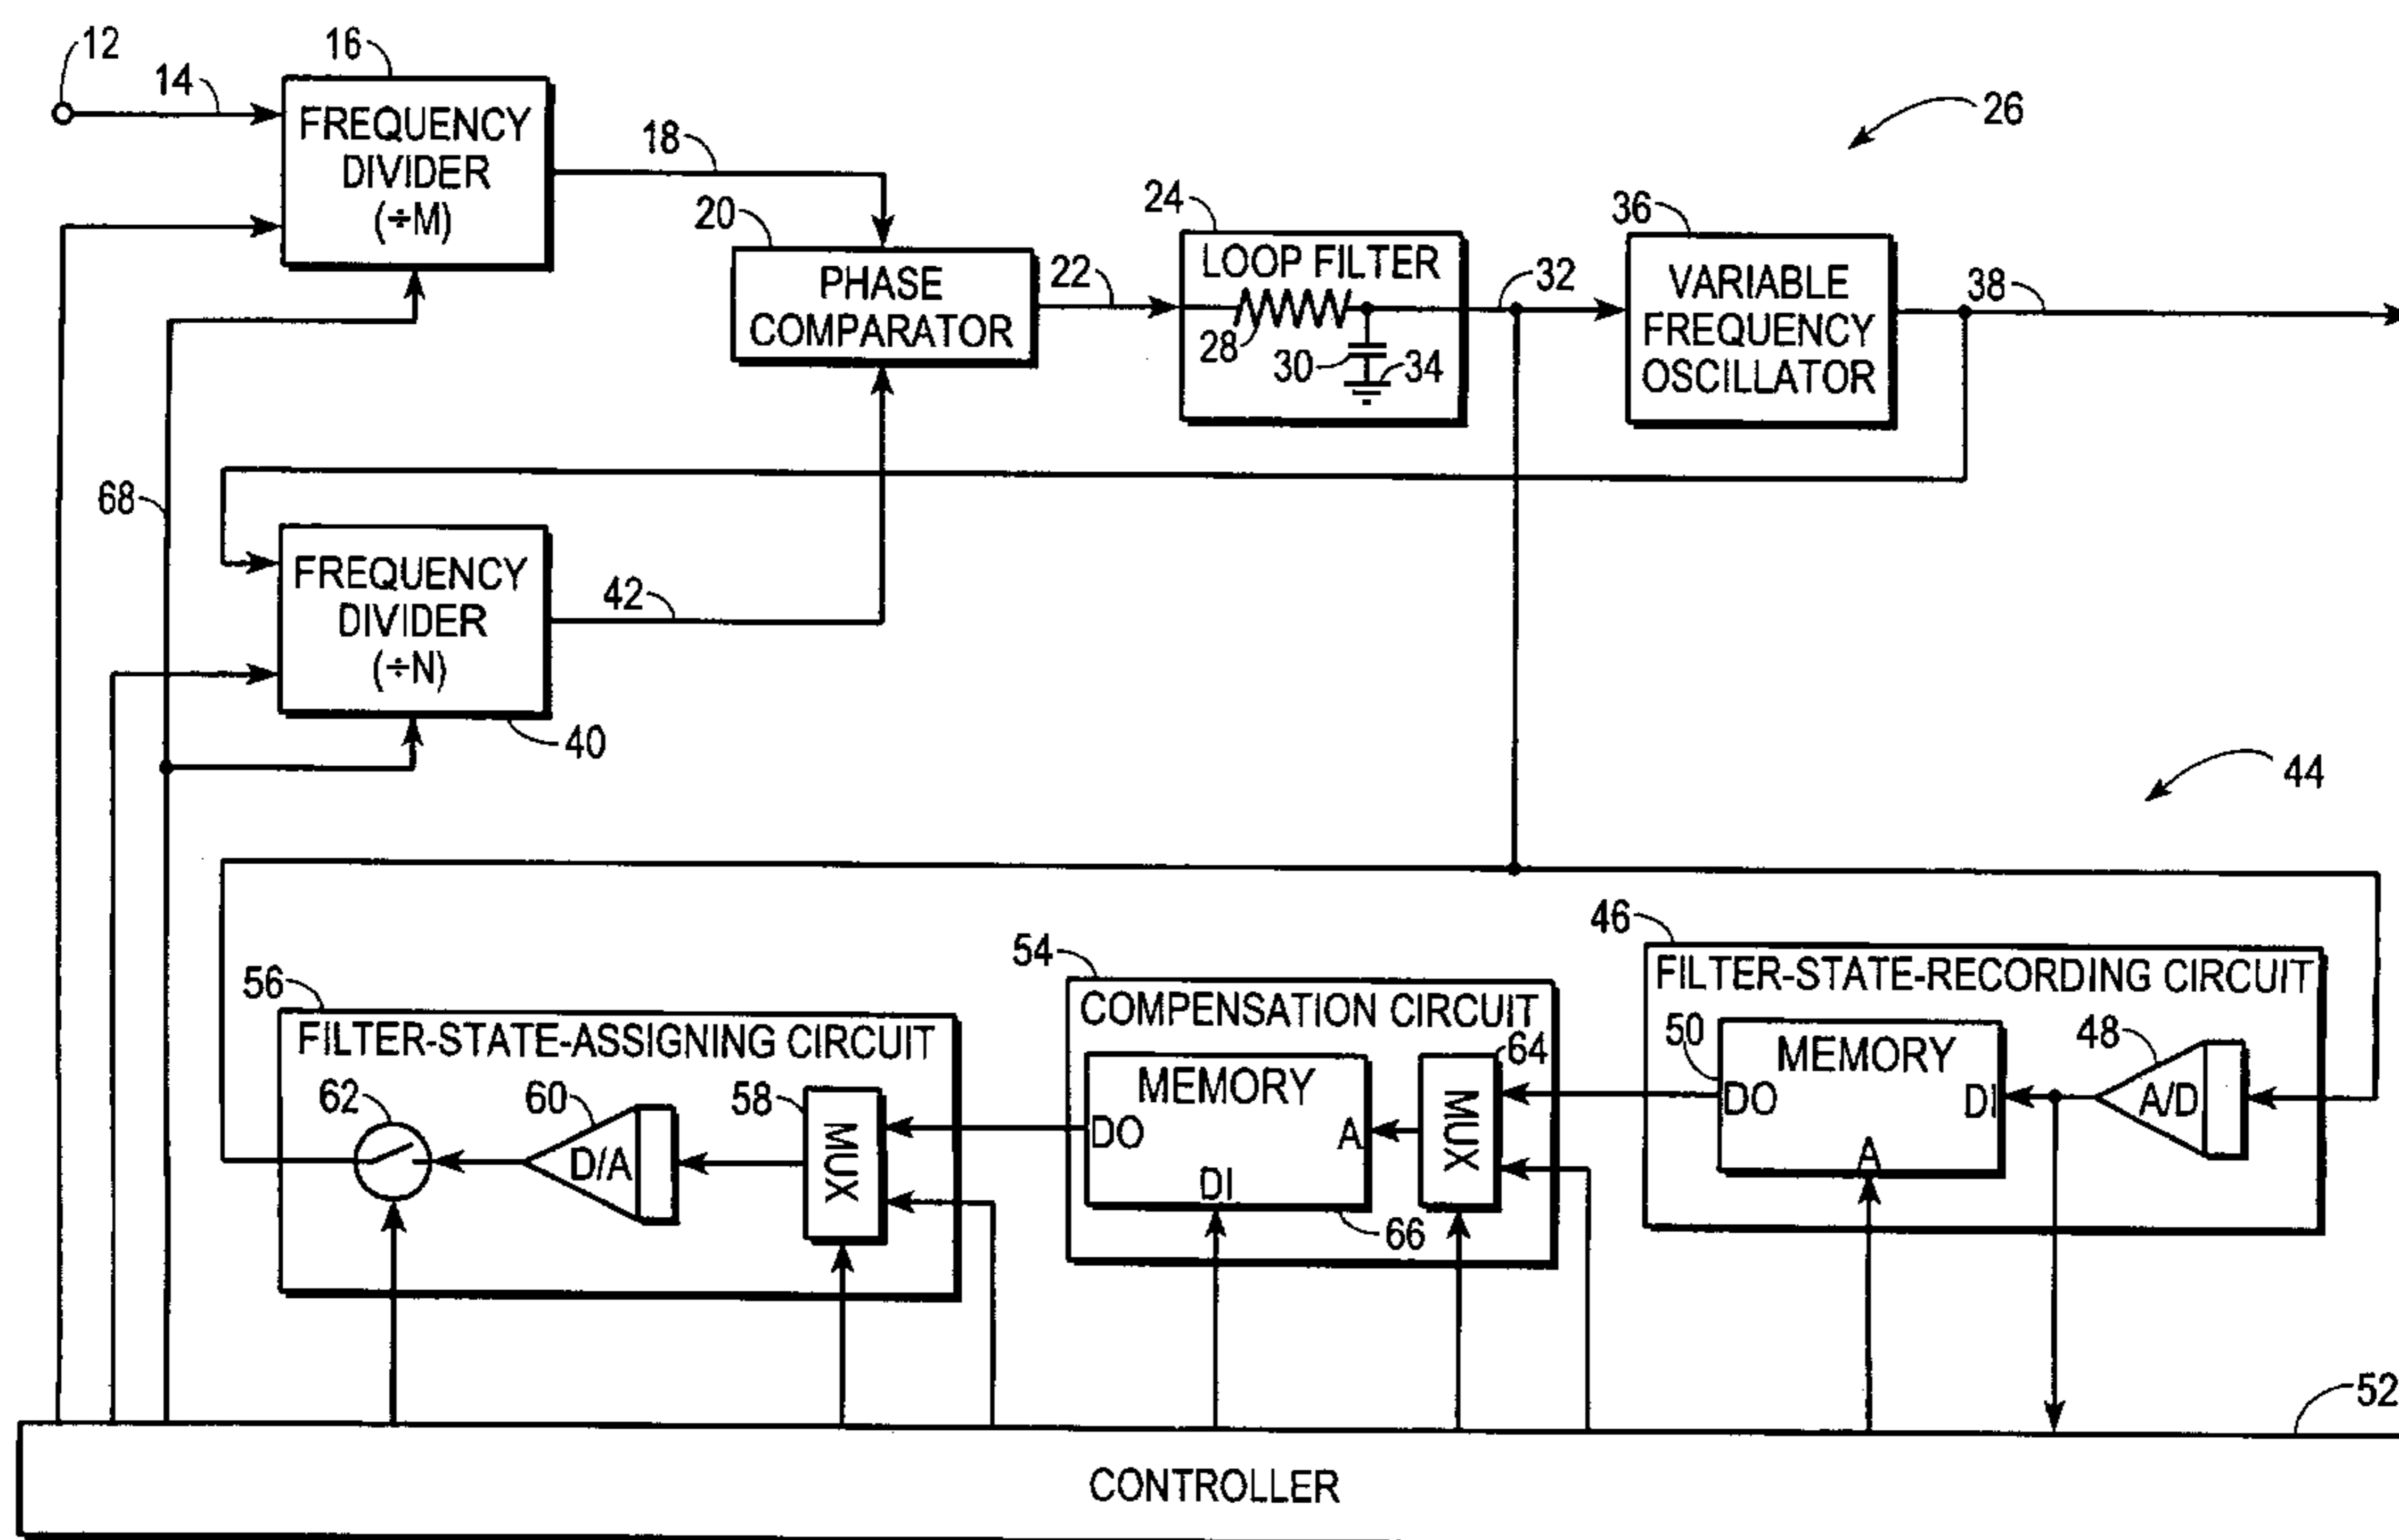 12
14
16
FREQUENCY
DIVIDER
(÷M)
18
20
PHASE
COMPARATOR
22
24
LOOP FILTER
28
30
34
32
26
36
VARIABLE
FREQUENCY
OSCILLATOR
38
68
FREQUENCY
DIVIDER
(÷N)
40
42
44
56
FILTER-STATE-ASSIGNING CIRCUIT
62
60
D/A
58
MUX
54
COMPENSATION CIRCUIT
MEMORY
DO
A
DI
66
64
MUX
46
FILTER-STATE-RECORDING CIRCUIT
50
MEMORY
DO
DI
A
48
A/D
52
CONTROLLER